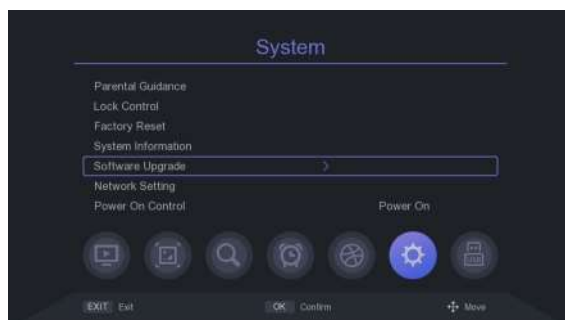 System
Parental Guidance
Lock Control
Factory Reset
System Information
Software Upgrade
Network Setting
Power On Control Power On
USB
EXIT Exit OK Confirm Move